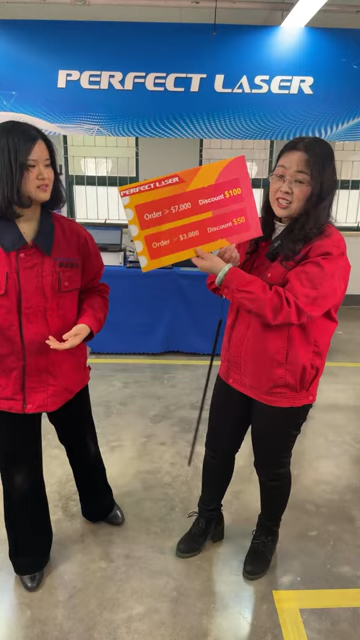 PERFECT LASER
PERFECT LASER
Order > $7,000 Discount $100
Order > $3,000 Discount $50